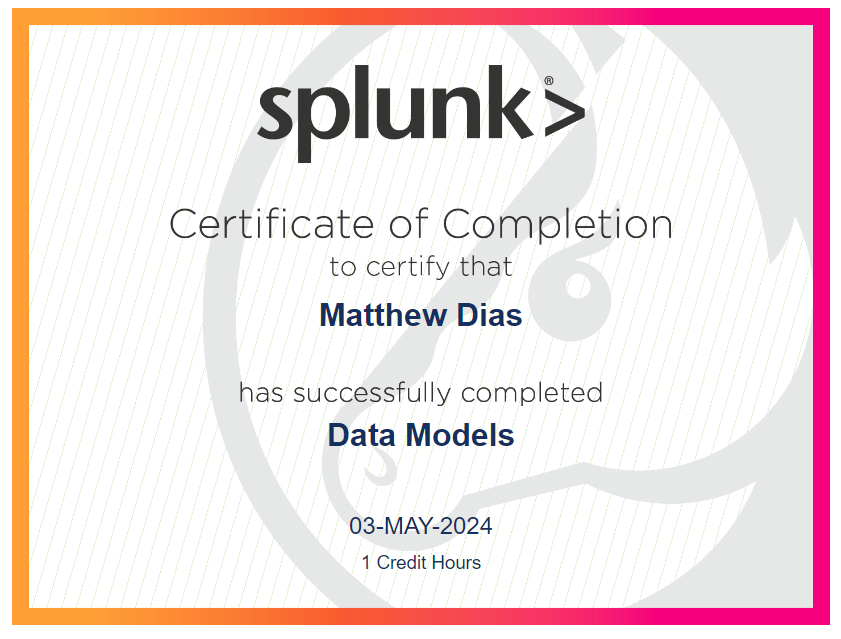 splunk>®
Certificate of Completion
to certify that
Matthew Dias
has successfully completed
Data Models
03-MAY-2024
1 Credit Hours